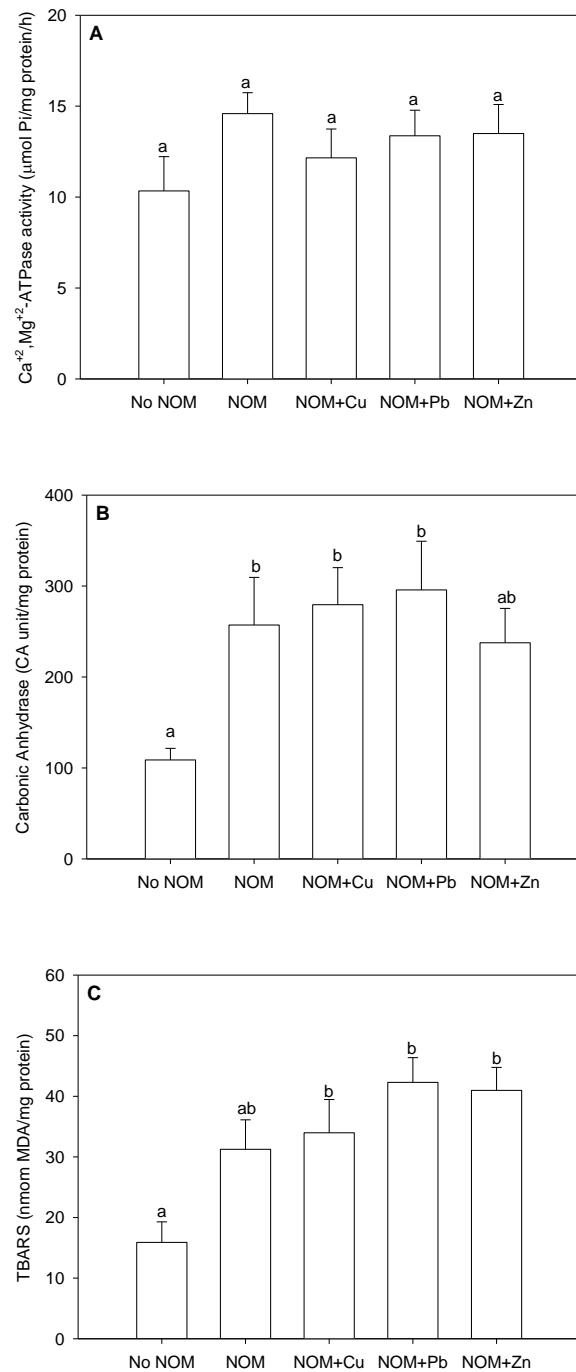 A
Ca+2,Mg+2-ATPase activity (μmol Pi/mg protein/h)
20
15
10
5
0
a
a
a
a
a
No NOM NOM NOM+Cu NOM+Pb NOM+Zn
B
Carbonic Anhydrase (CA unit/mg protein)
400
300
200
100
0
a
b
b
b
ab
No NOM NOM NOM+Cu NOM+Pb NOM+Zn
C
TBARS (nmom MDA/mg protein)
60
50
40
30
20
10
0
a
ab
b
b
b
No NOM NOM NOM+Cu NOM+Pb NOM+Zn